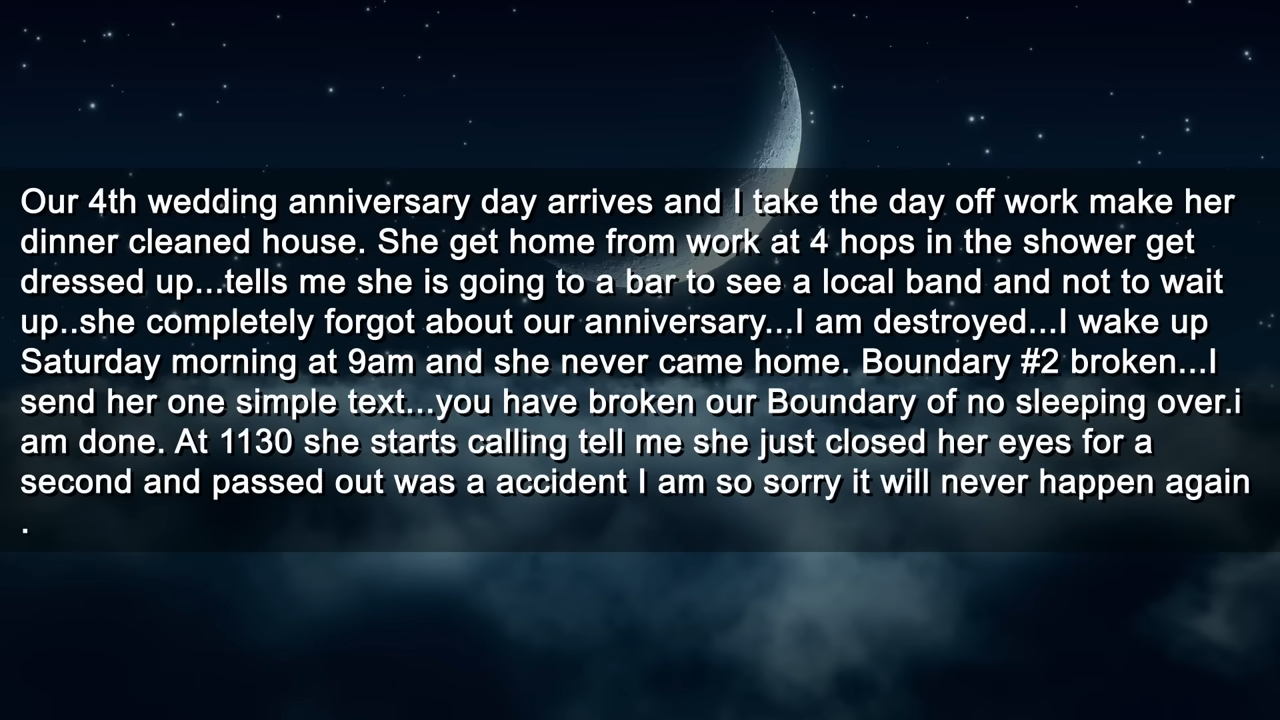 Our 4th wedding anniversary day arrives and I take the day off work make her
dinner cleaned house. She get home from work at 4 hops in the shower get
dressed up...tells me she is going to a bar to see a local band and not to wait
up..she completely forgot about our anniversary...I am destroyed...I wake up
Saturday morning at 9am and she never came home. Boundary #2 broken...I
send her one simple text...you have broken our Boundary of no sleeping over.i
am done. At 1130 she starts calling tell me she just closed her eyes for a
second and passed out was a accident I am so sorry it will never happen again
.